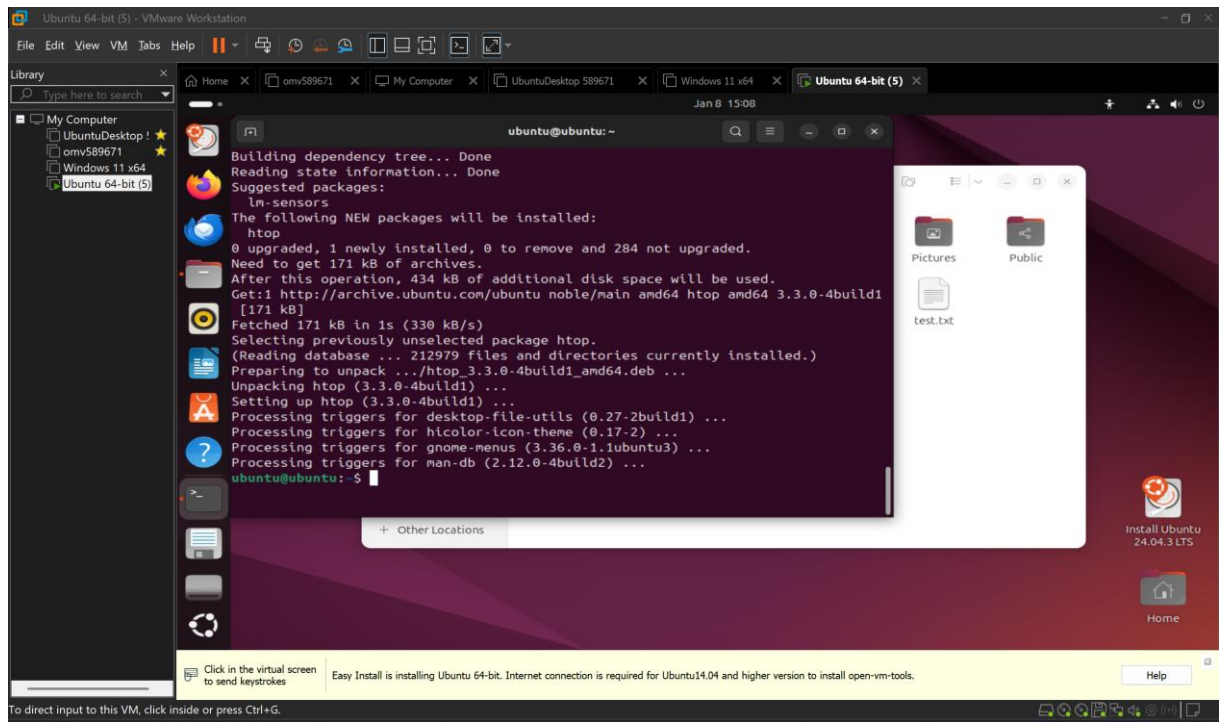 Ubuntu 64-bit (5) - VMware Workstation
File Edit View VM Tabs Help
Library
Type here to search
My Computer
UbuntuDesktop !
omv589671
Windows 11 x64
Ubuntu 64-bit (5)
Home
omv589671
My Computer
UbuntuDesktop 589671
Windows 11 x64
Ubuntu 64-bit (5)
Jan 8 15:08
ubuntu@ubuntu: ~
Building dependency tree... Done
Reading state information... Done
Suggested packages:
lm-sensors
The following NEW packages will be installed:
htop
0 upgraded, 1 newly installed, 0 to remove and 284 not upgraded.
Need to get 171 kB of archives.
After this operation, 434 kB of additional disk space will be used.
Get:1 http://archive.ubuntu.com/ubuntu noble/main amd64 htop amd64 3.3.0-4build1
[171 kB]
Fetched 171 kB in 1s (330 kB/s)
Selecting previously unselected package htop.
(Reading database ... 212979 files and directories currently installed.)
Preparing to unpack .../htop_3.3.0-4build1_amd64.deb ...
Unpacking htop (3.3.0-4build1) ...
Setting up htop (3.3.0-4build1) ...
Processing triggers for desktop-file-utils (0.27-2build1) ...
Processing triggers for hicolor-icon-theme (0.17-2) ...
Processing triggers for gnome-menus (3.36.0-1.1ubuntu3) ...
Processing triggers for man-db (2.12.0-4build2) ...
ubuntu@ubuntu:~$
Pictures
Public
test.txt
+ Other Locations
Install Ubuntu
24.04.3 LTS
Home
Click in the virtual screen
to send keystrokes
Easy Install is installing Ubuntu 64-bit. Internet connection is required for Ubuntu14.04 and higher version to install open-vm-tools.
Help
To direct input to this VM, click inside or press Ctrl+G.